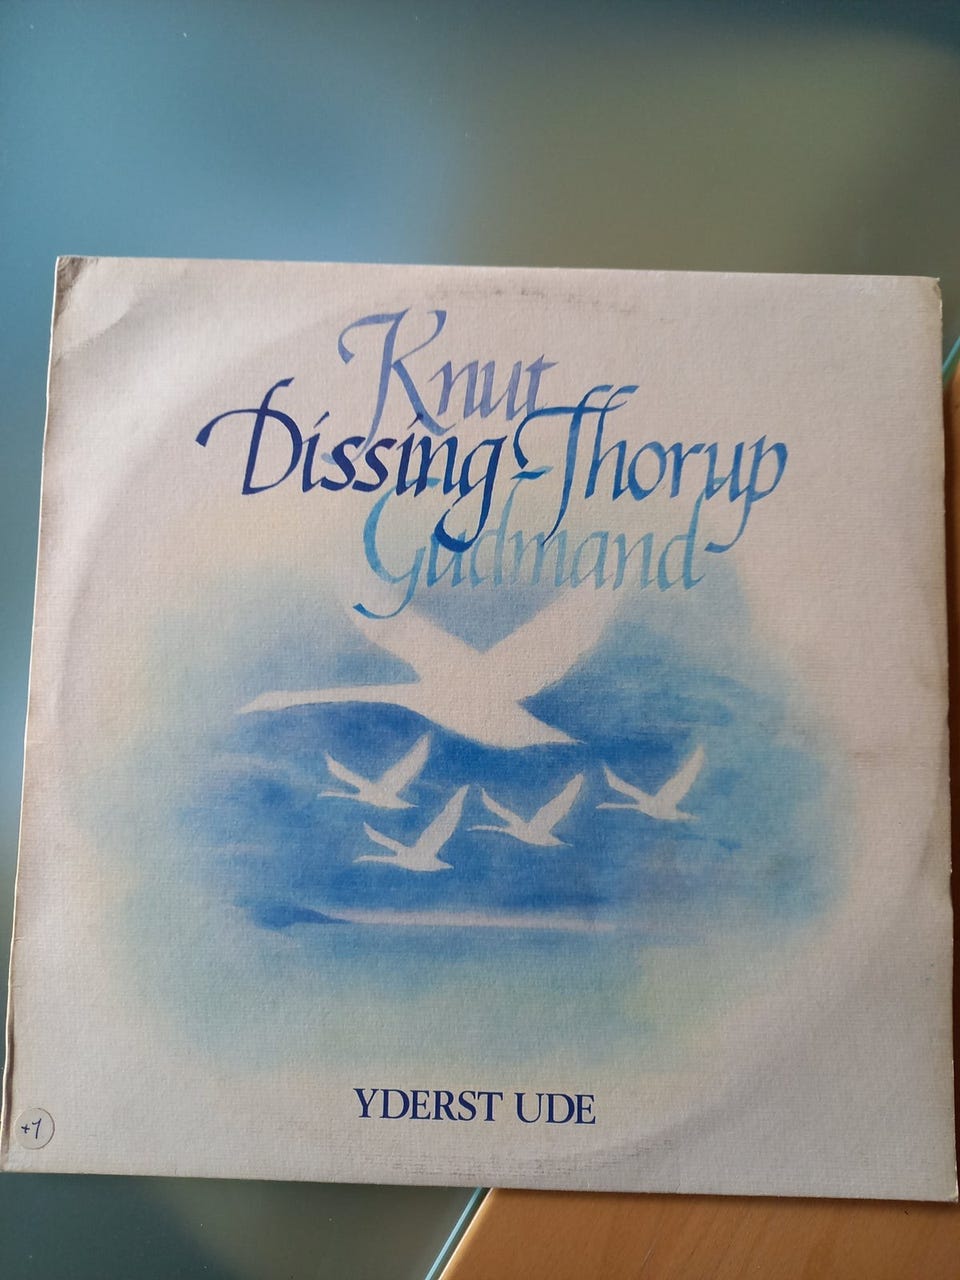 Knut
Dissing-Thorup
Gudmand
YDERST UDE
+1